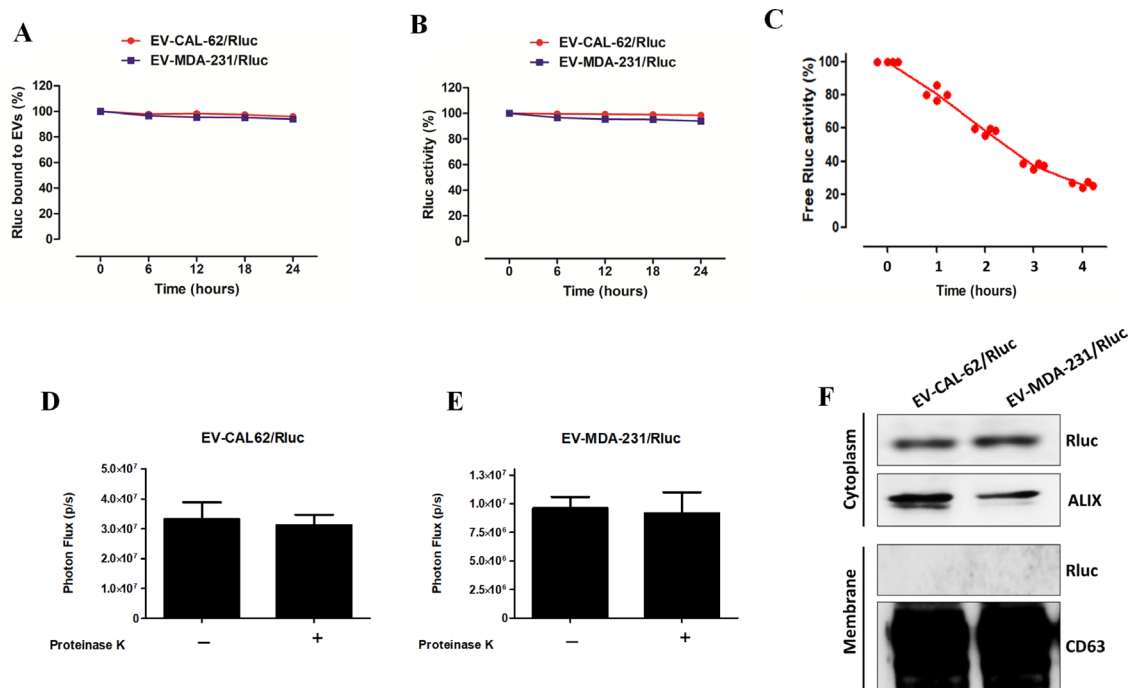 A
EV-CAL-62/Rluc
EV-MDA-231/Rluc
Rluc bound to EVs (%)
120
100
80
60
40
20
0
0 6 12 18 24
Time (hours)
B
EV-CAL-62/Rluc
EV-MDA-231/Rluc
Rluc activity (%)
120
100
80
60
40
20
0
0 6 12 18 24
Time (hours)
C
Free Rluc activity (%)
100
80
60
40
20
0
0 1 2 3 4
Time (hours)
D
EV-CAL62/Rluc
Photon Flux (p/s)
5.0×10⁷
4.0×10⁷
3.0×10⁷
2.0×10⁷
1.0×10⁷
0
Proteinase K – +
E
EV-MDA-231/Rluc
Photon Flux (p/s)
1.3×10⁷
1.0×10⁷
7.5×10⁶
5.0×10⁶
2.5×10⁶
0
Proteinase K – +
F
EV-CAL-62/Rluc
EV-MDA-231/Rluc
Cytoplasm
Rluc
ALIX
Membrane
Rluc
CD63